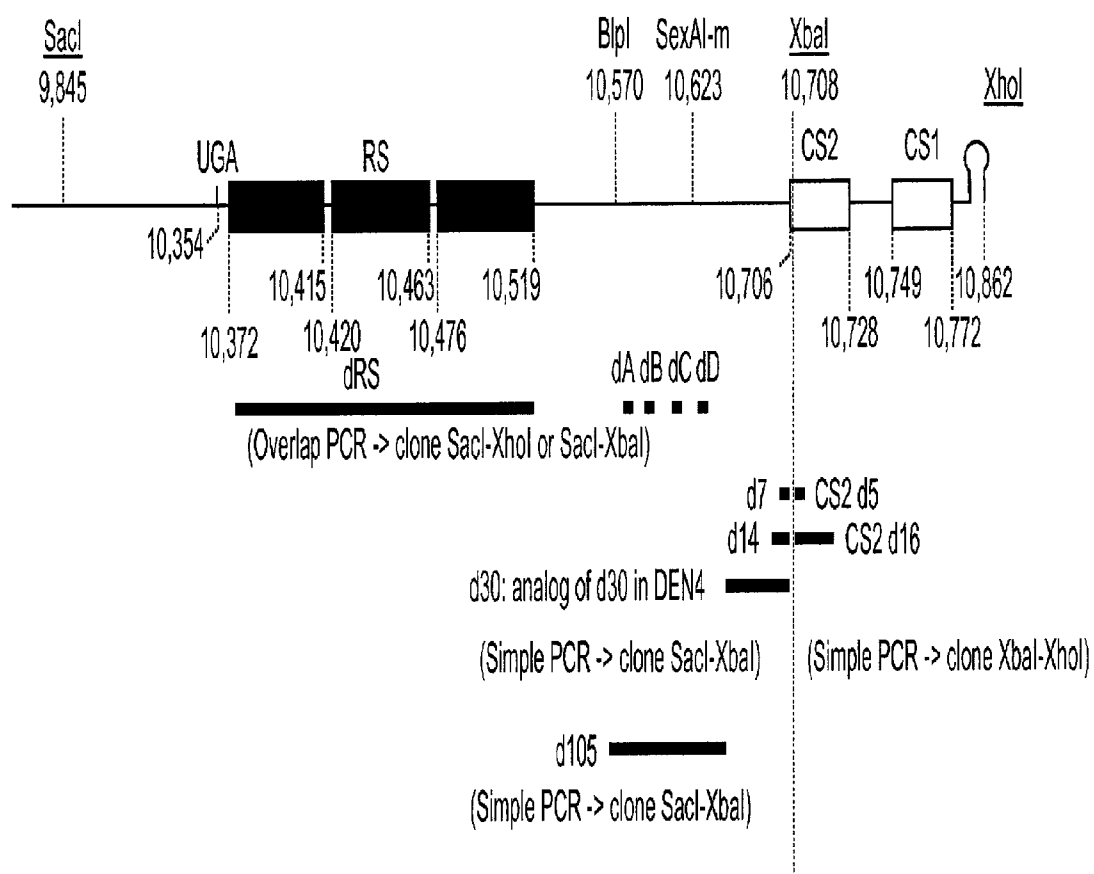 SacI
9,845
BlpI
10,570
SexAI-m
10,623
XbaI
10,708
XhoI
UGA
RS
CS2
CS1
10,354
10,415
10,463
10,519
10,706
10,749
10,862
10,372
10,420
10,476
10,728
10,772
dRS
dA dB dC dD
(Overlap PCR -> clone SacI-XhoI or SacI-XbaI)
d7
CS2 d5
d14
CS2 d16
d30: analog of d30 in DEN4
(Simple PCR -> clone SacI-XbaI)
(Simple PCR -> clone XbaI-XhoI)
d105
(Simple PCR -> clone SacI-XbaI)